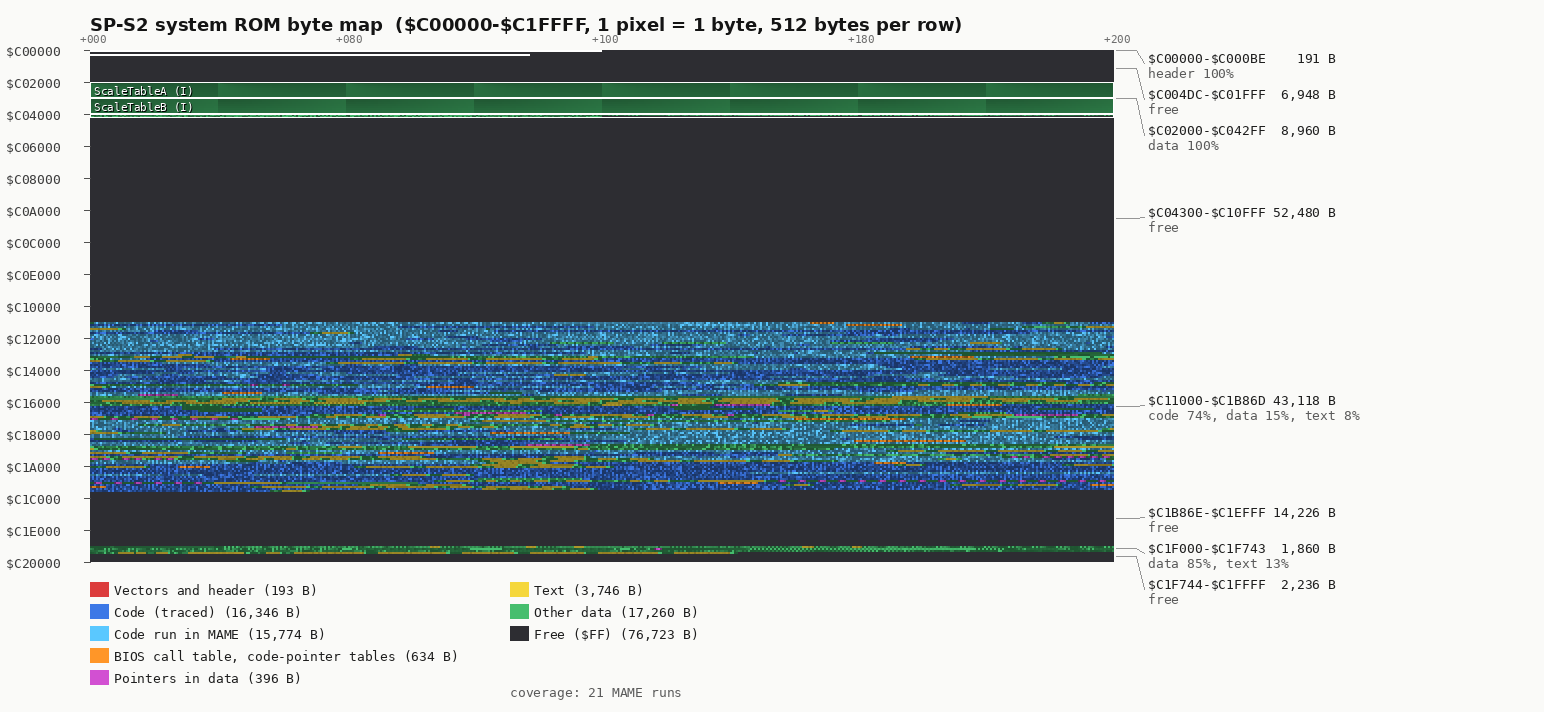 SP-S2 system ROM byte map  ($C00000-$C1FFFF, 1 pixel = 1 byte, 512 bytes per row)
+000 +080 +100 +180 +200
$C00000
$C02000
$C04000
$C06000
$C08000
$C0A000
$C0C000
$C0E000
$C10000
$C12000
$C14000
$C16000
$C18000
$C1A000
$C1C000
$C1E000
$C20000
ScaleTableA (I)
ScaleTableB (I)
$C00000-$C000BE 191 B
header 100%
$C004DC-$C01FFF 6,948 B
free
$C02000-$C042FF 8,960 B
data 100%
$C04300-$C10FFF 52,480 B
free
$C11000-$C1B86D 43,118 B
code 74%, data 15%, text 8%
$C1B86E-$C1EFFF 14,226 B
free
$C1F000-$C1F743 1,860 B
data 85%, text 13%
$C1F744-$C1FFFF 2,236 B
free
Vectors and header (193 B)
Code (traced) (16,346 B)
Code run in MAME (15,774 B)
BIOS call table, code-pointer tables (634 B)
Pointers in data (396 B)
Text (3,746 B)
Other data (17,260 B)
Free ($FF) (76,723 B)
coverage: 21 MAME runs